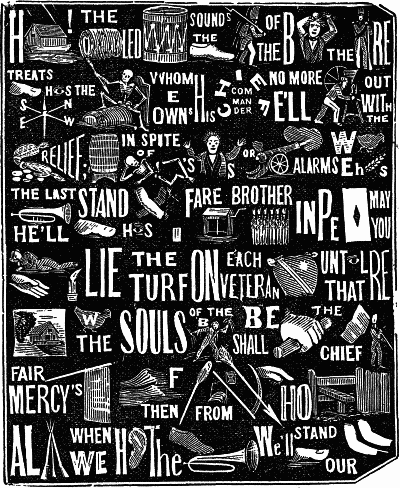 H ! THE LED SOUNDS THE OF THE B THE RE
TREATS H S THE WHOM E OWNS HIS CHIEF COM MAN DER NO MORE E'LL OUT WITH THE
S E N W
RELIEF, IN SPITE OF 'S 'S OR ALARMS W E h S
THE LAST STAND FARE BROTHER IN PE MAY YOU
HE'LL H S
LIE THE TURF ON EACH VETERAN UNT L THAT RE
W THE SOULS OF THE B BE SHALL THE CHIEF
FAIR MERCY'S F THEN FROM HO
AL WHEN WE H The We'll STAND OUR